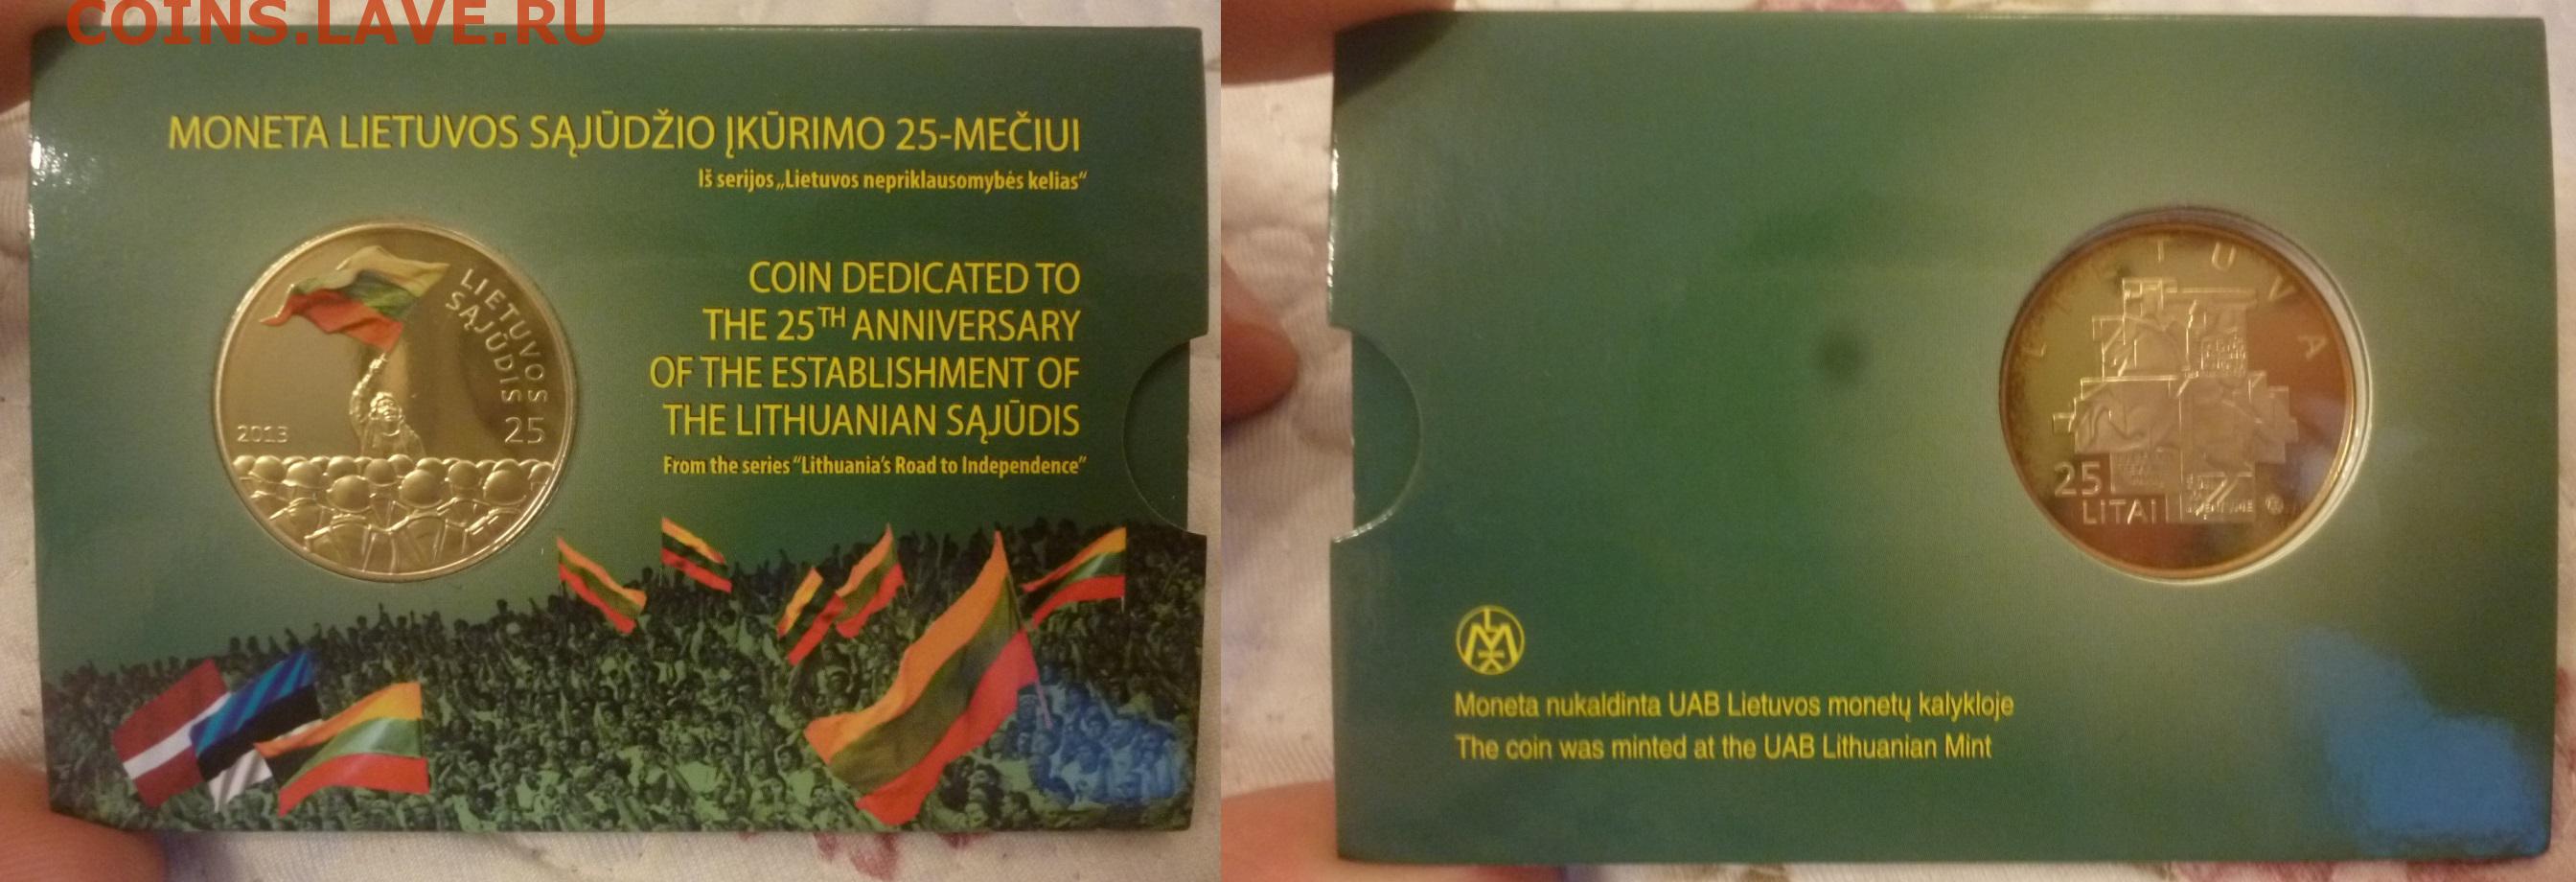 COINS.LAVE.RU
MONETA LIETUVOS SĄJŪDŽIO ĮKŪRIMO 25-MEČIUI
Iš serijos „Lietuvos nepriklausomybės kelias“
COIN DEDICATED TO
THE 25TH ANNIVERSARY
OF THE ESTABLISHMENT OF
THE LITHUANIAN SĄJŪDIS
From the series “Lithuania's Road to Independence”
LIETUVOS
SĄJŪDIS
25
2013
LIETUVA
25
LITAI
LMK
Moneta nukaldinta UAB Lietuvos monetų kalykloje
The coin was minted at the UAB Lithuanian Mint